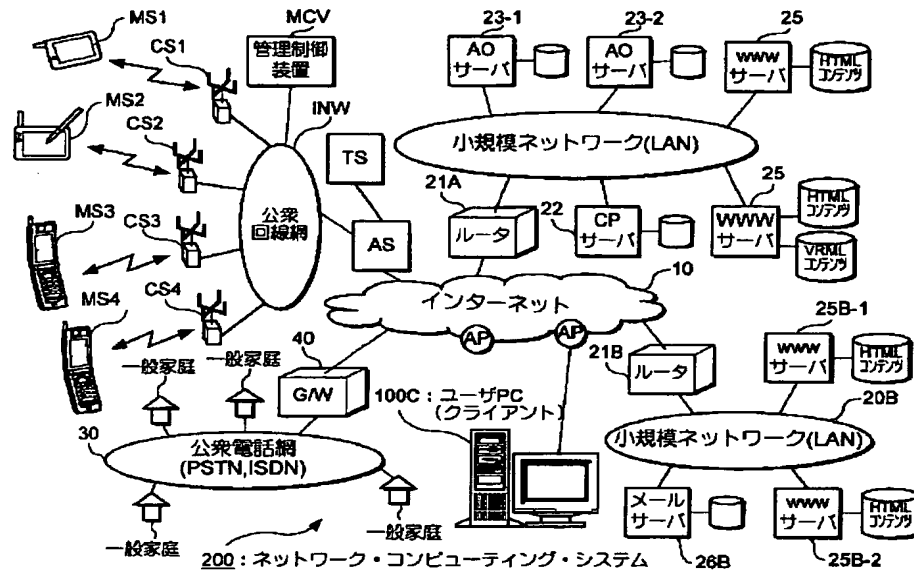 MS1
MS2
MS3
MS4
CS1
CS2
CS3
CS4
MCV
管理制御
装置
INW
公衆
回線網
TS
AS
23-1
AO
サーバ
23-2
AO
サーバ
25
WWW
サーバ
HTML
コンテンツ
小規模ネットワーク(LAN)
21A
ルータ
22
CP
サーバ
25
WWW
サーバ
HTML
コンテンツ
VRML
コンテンツ
10
インターネット
AP
AP
21B
ルータ
25B-1
WWW
サーバ
HTML
コンテンツ
20B
小規模ネットワーク(LAN)
メール
サーバ
26B
WWW
サーバ
25B-2
HTML
コンテンツ
40
G/W
一般家庭
一般家庭
30
公衆電話網
(PSTN,ISDN)
一般家庭
一般家庭
100C：ユーザPC
(クライアント)
200：ネットワーク・コンピューティング・システム